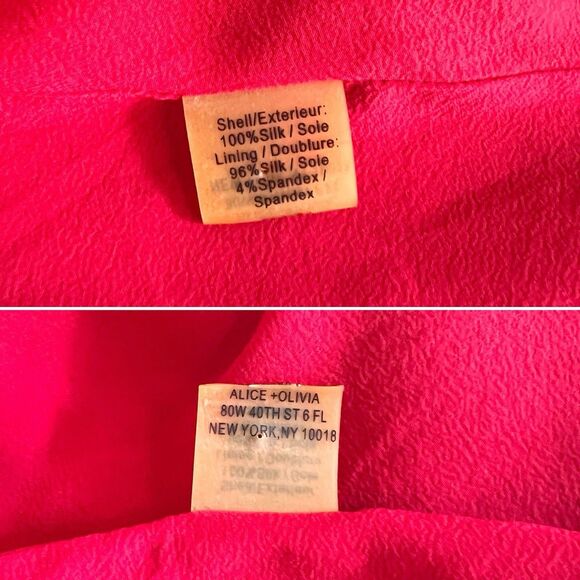 Shell/Exterieur:
100%Silk / Soie
Lining / Doublure:
96%Silk / Soie
4%Spandex /
Spandex
ALICE +OLIVIA
80W 40TH ST 6 FL
NEW YORK,NY 10018